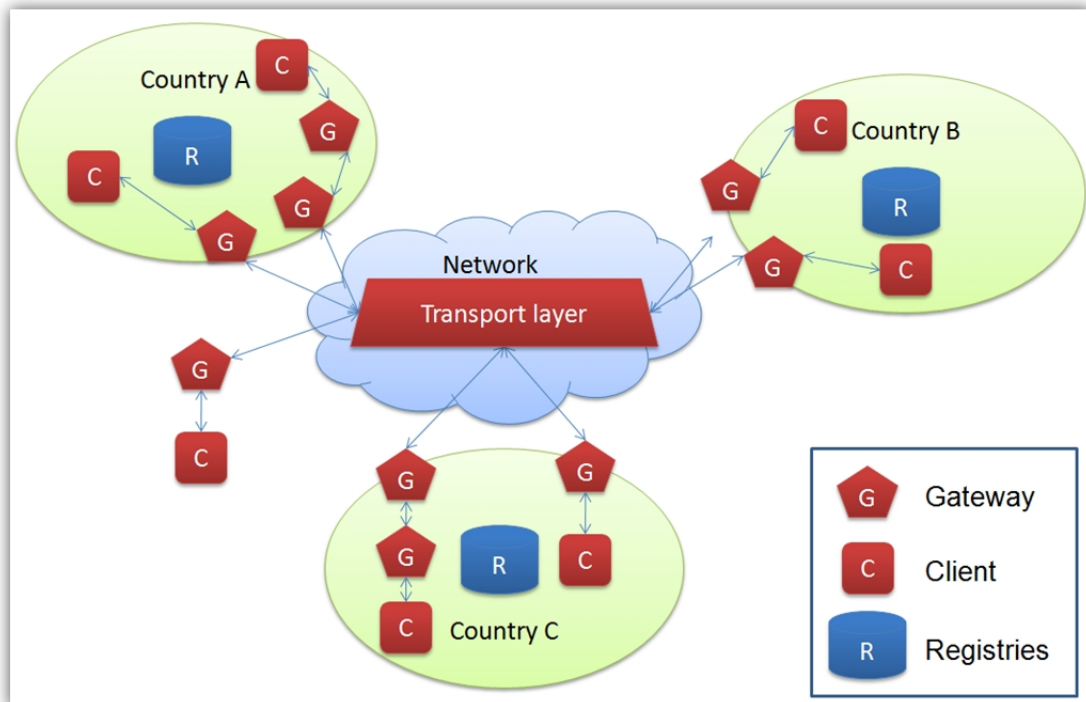 C
Country A
G
R
C
G
G
C
Country B
G
R
G
C
Network
Transport layer
G
C
G
G
G
R
C
C
Country C
G
Gateway
C
Client
R
Registries